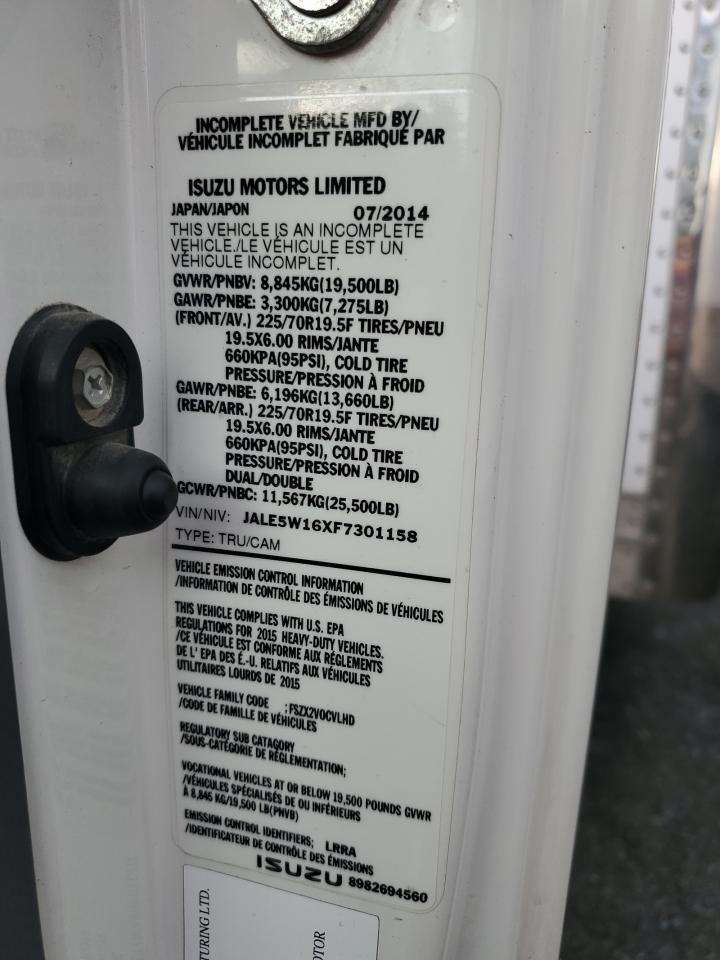 INCOMPLETE VEHICLE MFD BY/
VÉHICULE INCOMPLET FABRIQUÉ PAR
ISUZU MOTORS LIMITED
JAPAN/JAPON 07/2014
THIS VEHICLE IS AN INCOMPLETE
VEHICLE./LE VÉHICULE EST UN
VÉHICULE INCOMPLET.
GVWR/PNBV: 8,845KG(19,500LB)
GAWR/PNBE: 3,300KG(7,275LB)
(FRONT/AV.) 225/70R19.5F TIRES/PNEU
19.5X6.00 RIMS/JANTE
660KPA(95PSI), COLD TIRE
PRESSURE/PRESSION À FROID
GAWR/PNBE: 6,196KG(13,660LB)
(REAR/ARR.) 225/70R19.5F TIRES/PNEU
19.5X6.00 RIMS/JANTE
660KPA(95PSI), COLD TIRE
PRESSURE/PRESSION À FROID
DUAL/DOUBLE
GCWR/PNBC: 11,567KG(25,500LB)
VIN/NIV: JALE5W16XF7301158
TYPE: TRU/CAM
VEHICLE EMISSION CONTROL INFORMATION
/INFORMATION DE CONTRÔLE DES ÉMISSIONS DE VÉHICULES
THIS VEHICLE COMPLIES WITH U.S. EPA
REGULATIONS FOR 2015 HEAVY-DUTY VEHICLES.
/CE VÉHICULE EST CONFORME AUX RÉGLEMENTS
DE L' EPA DES É.-U. RELATIFS AUX VÉHICULES
UTILITAIRES LOURDS DE 2015
VEHICLE FAMILY CODE :FSZX2VOCVLHD
/CODE DE FAMILLE DE VÉHICULES
REGULATORY SUB CATAGORY
/SOUS-CATÉGORIE DE RÉGLEMENTATION;
VOCATIONAL VEHICLES AT OR BELOW 19,500 POUNDS GVWR
/VÉHICULES SPÉCIALISÉS DE OU INFÉRIEURS
À 8,845 KG/19,500 LB(PNVB)
EMISSION CONTROL IDENTIFIERS; LRRA
/IDENTIFICATEUR DE CONTRÔLE DES ÉMISSIONS
ISUZU 8982694560
TURING LTD.
OTOR